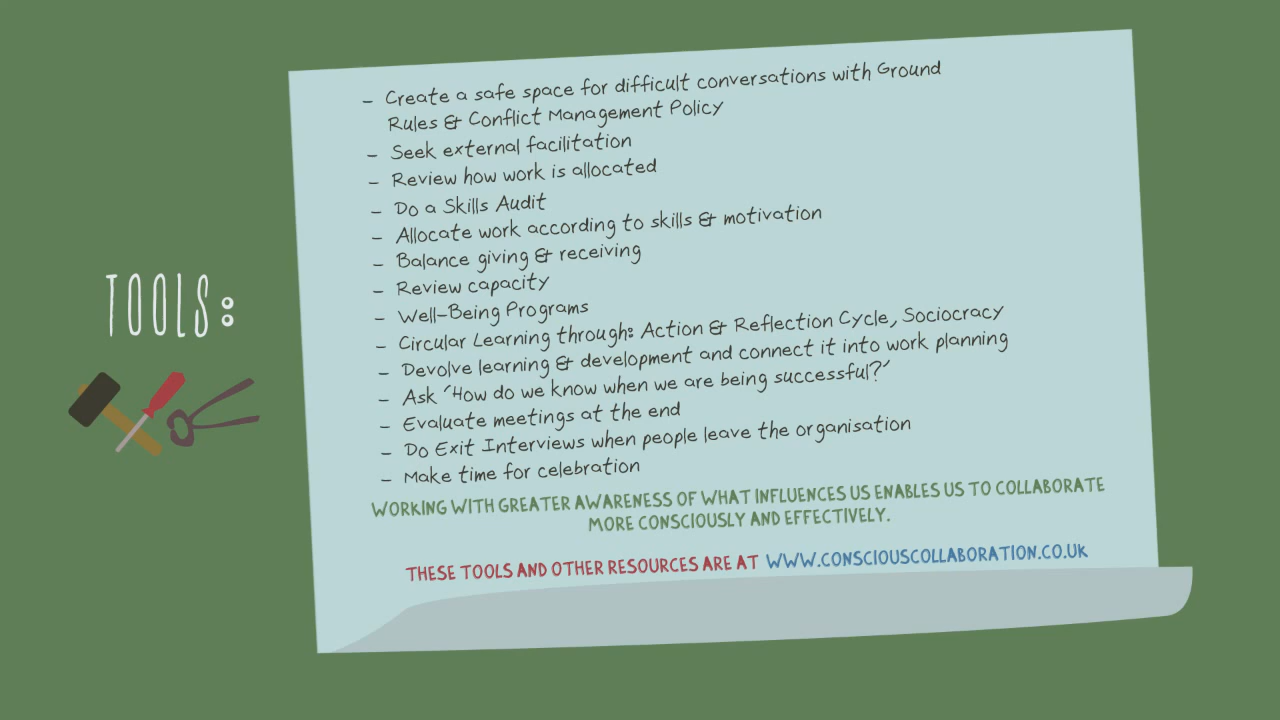 TOOLS:
– Create a safe space for difficult conversations with Ground
Rules & Conflict Management Policy
– Seek external facilitation
– Review how work is allocated
– Do a Skills Audit
– Allocate work according to skills & motivation
– Balance giving & receiving
– Review capacity
– Well-Being Programs
– Circular Learning through: Action & Reflection Cycle, Sociocracy
– Devolve learning & development and connect it into work planning
– Ask ‘How do we know when we are being successful?’
– Evaluate meetings at the end
– Do Exit Interviews when people leave the organisation
– Make time for celebration
WORKING WITH GREATER AWARENESS OF WHAT INFLUENCES US ENABLES US TO COLLABORATE
MORE CONSCIOUSLY AND EFFECTIVELY.
THESE TOOLS AND OTHER RESOURCES ARE AT WWW.CONSCIOUSCOLLABORATION.CO.UK